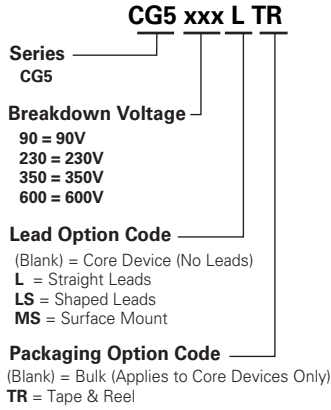 CG5 xxx L TR
Series
CG5
Breakdown Voltage
90 = 90V
230 = 230V
350 = 350V
600 = 600V
Lead Option Code
(Blank) = Core Device (No Leads)
L = Straight Leads
LS = Shaped Leads
MS = Surface Mount
Packaging Option Code
(Blank) = Bulk (Applies to Core Devices Only)
TR = Tape & Reel